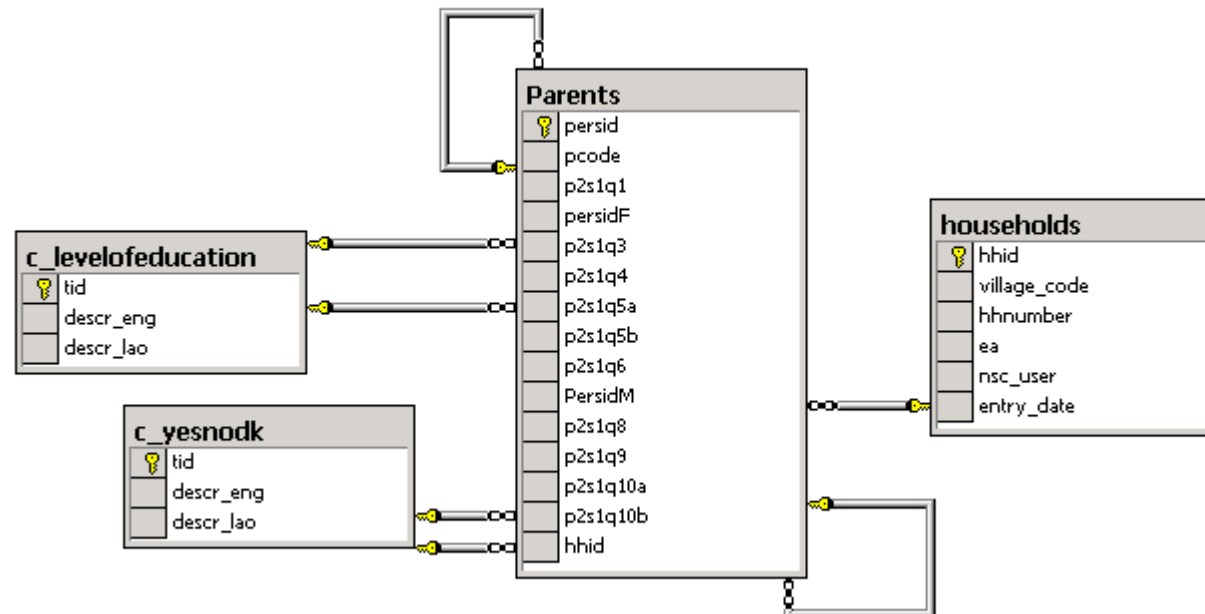 Parents
persid
pcode
p2s1q1
persidF
p2s1q3
p2s1q4
p2s1q5a
p2s1q5b
p2s1q6
PersidM
p2s1q8
p2s1q9
p2s1q10a
p2s1q10b
hhid
c_levelofeducation
tid
descr_eng
descr_lao
c_yesnodk
tid
descr_eng
descr_lao
households
hhid
village_code
hhnumber
ea
nsc_user
entry_date